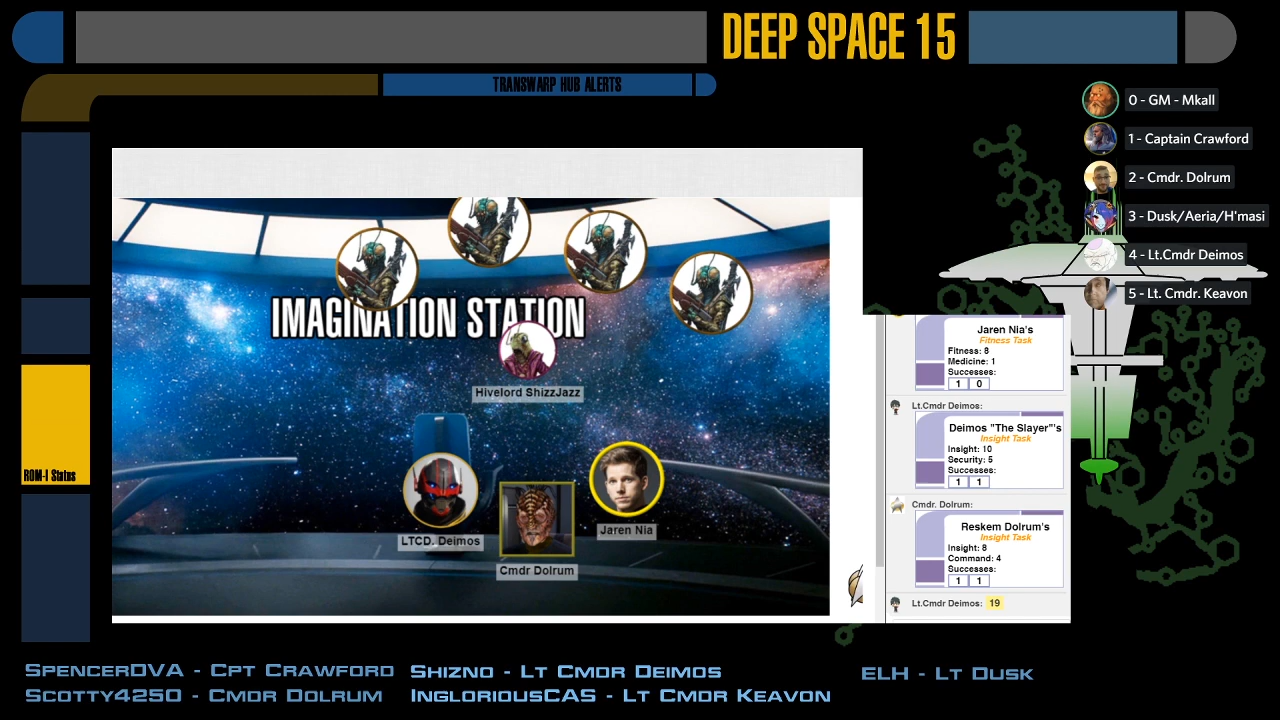 DEEP SPACE 15
TRANSWARP HUB ALERTS
0 - GM - Mkall
1 - Captain Crawford
2 - Cmdr. Dolrum
3 - Dusk/Aeria/H'masi
4 - Lt.Cmdr Deimos
5 - Lt. Cmdr. Keavon
IMAGINATION STATION
Hivelord ShizzJazz
LTCD. Deimos
Cmdr Dolrum
Jaren Nia
Jaren Nia's
Fitness Task
Fitness: 8
Medicine: 1
Successes:
1 0
Lt.Cmdr Deimos:
Deimos "The Slayer"'s
Insight Task
Insight: 10
Security: 5
Successes:
1 1
Cmdr. Dolrum:
Reskem Dolrum's
Insight Task
Insight: 8
Command: 4
Successes:
1 1
Lt.Cmdr Deimos: 19
ROM-I Status
SpencerDVA - Cpt Crawford
Shizno - Lt Cmdr Deimos
ELH - Lt Dusk
Scotty4250 - Cmdr Dolrum
IngloriousCAS - Lt Cmdr Keavon